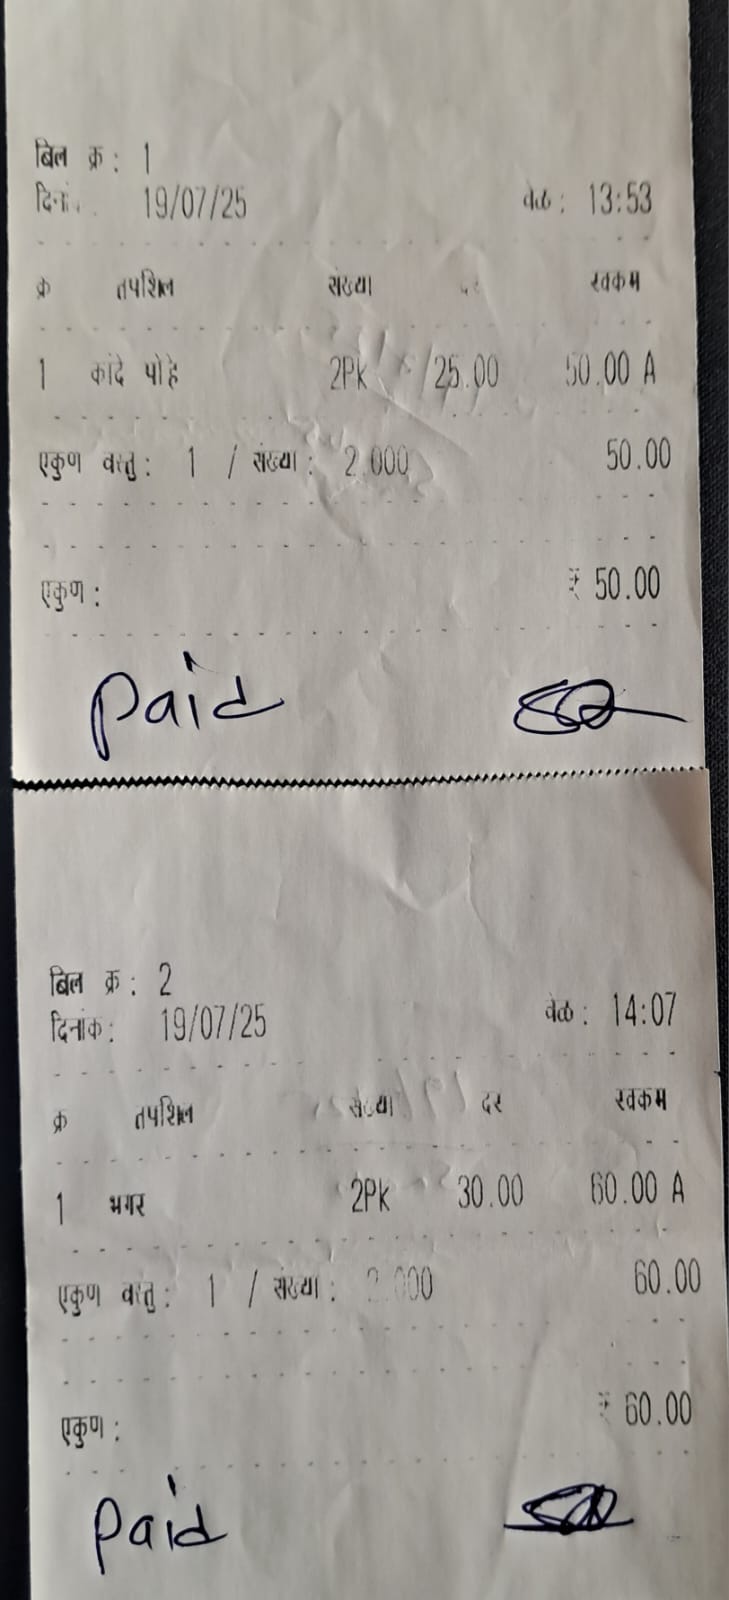 बिल क्र : 1
दिनां. 19/07/25 वेळ : 13:53
क्र तपशिल संख्या दर रक्कम
1 कांदे पोहे 2Pk 25.00 50.00 A
एकुण वस्तु : 1 / संख्या : 2.000 50.00
एकुण : ₹ 50.00
paid
बिल क्र : 2
दिनांक : 19/07/25 वेळ : 14:07
क्र तपशिल संख्या दर रक्कम
1 भगर 2Pk 30.00 60.00 A
एकुण वस्तु : 1 / संख्या : 2.000 60.00
एकुण : ₹ 60.00
paid